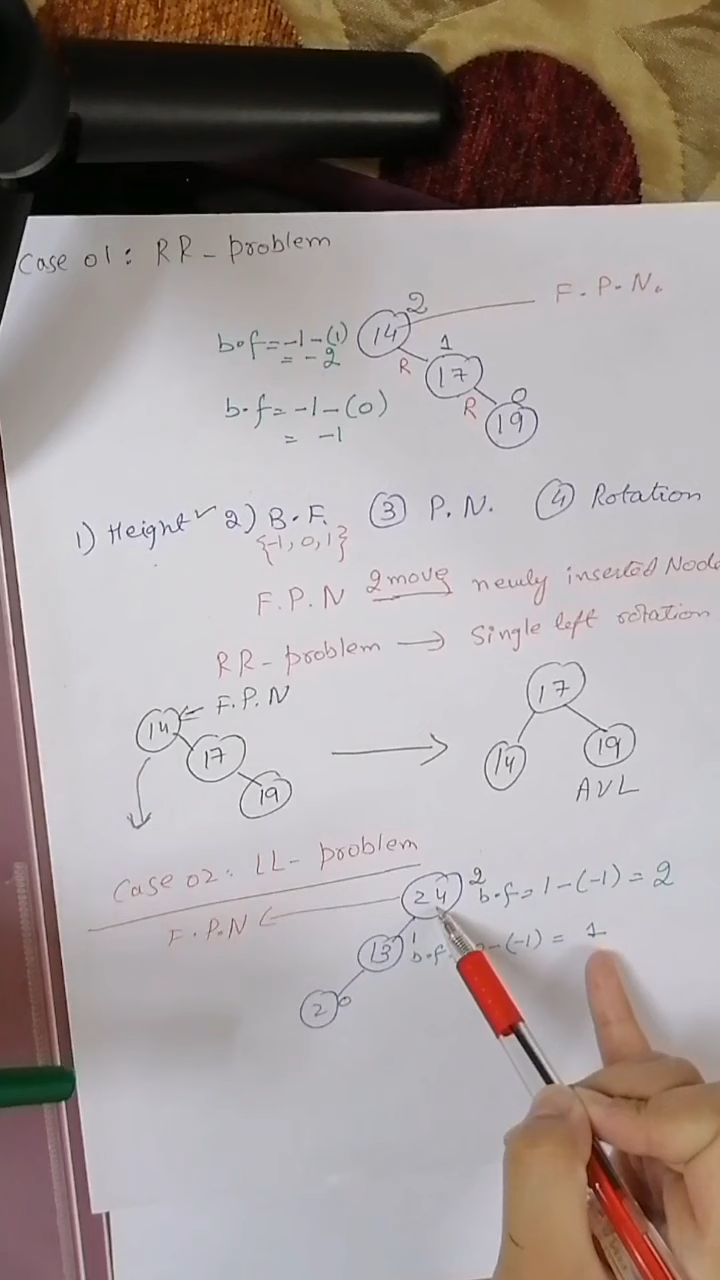 Case 01: RR - problem
F.P.N.
2
b.f = -1 - (1)
= -2
14
1
R
17
b.f = -1 - (0)
= -1
R
0
19
1) Height ✓ 2) B.F. ③ P.N. ④ Rotation
{-1, 0, 1}
F.P.N 2 move newly inserted Node
RR - problem → Single left rotation
14 ← F.P.N
17
19
→
17
14
19
AVL
Case 02: LL - problem
24 2 b.f = 1 - (-1) = 2
F.P.N
13 1 b.f - (-1) = 1
2 0